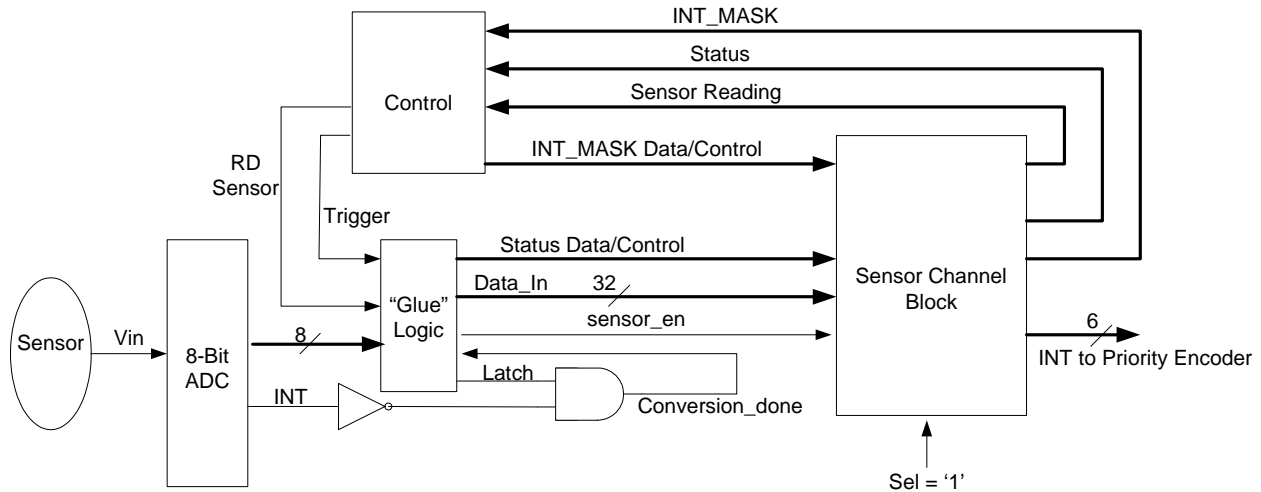 INT_MASK
Status
Sensor Reading
Control
INT_MASK Data/Control
RD
Sensor
Trigger
Status Data/Control
Data_In 32
Sensor Channel
Block
"Glue"
Logic
sensor_en
Sensor
Vin
8-Bit
ADC
8
6
INT to Priority Encoder
Latch
INT
Conversion_done
Sel = ‘1’